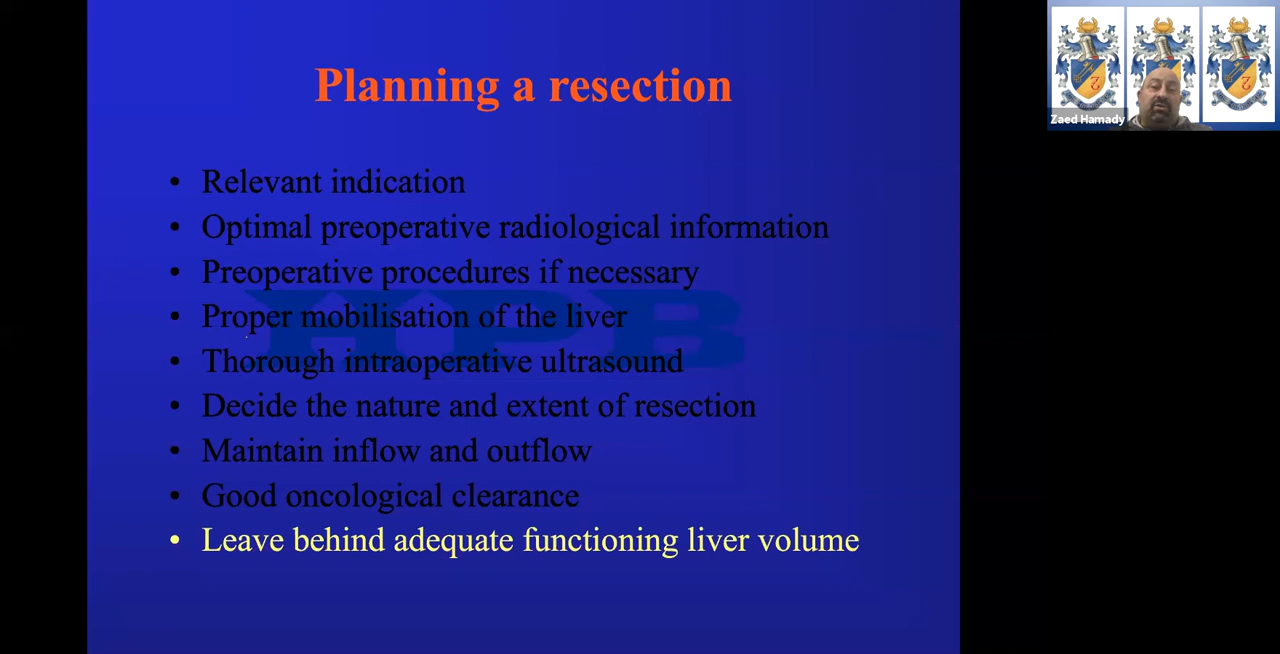 Planning a resection
• Relevant indication
• Optimal preoperative radiological information
• Preoperative procedures if necessary
• Proper mobilisation of the liver
• Thorough intraoperative ultrasound
• Decide the nature and extent of resection
• Maintain inflow and outflow
• Good oncological clearance
• Leave behind adequate functioning liver volume
HPB
Zaed Hamady